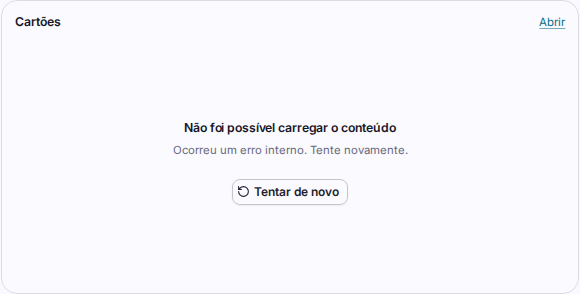 Cartões
Abrir
Não foi possível carregar o conteúdo
Ocorreu um erro interno. Tente novamente.
Tentar de novo